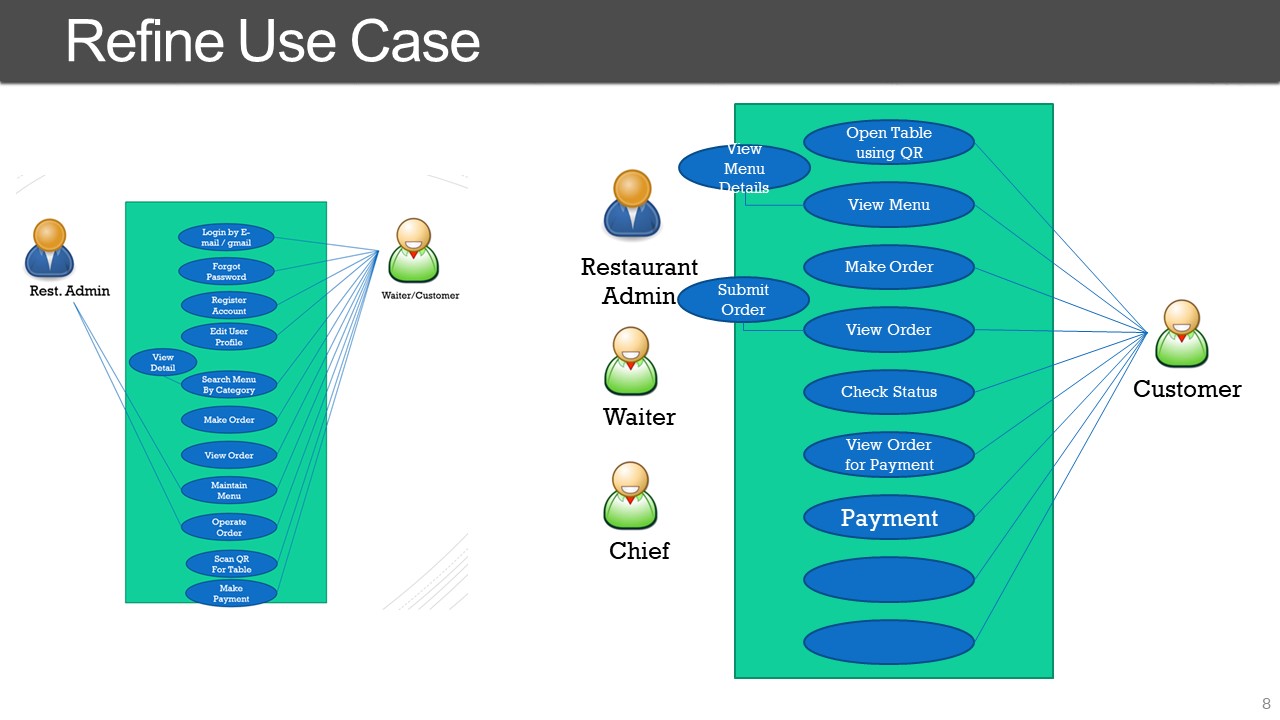 Refine Use Case
Rest. Admin
Login by E-
mail / gmail
Forgot
Password
Register
Account
Edit User
Profile
View
Detail
Search Menu
By Category
Make Order
View Order
Maintain
Menu
Operate
Order
Scan QR
For Table
Make
Payment
Waiter/Customer
Restaurant
Admin
Waiter
Chief
View
Menu
Details
Submit
Order
Open Table
using QR
View Menu
Make Order
View Order
Check Status
View Order
for Payment
Payment
Customer
8